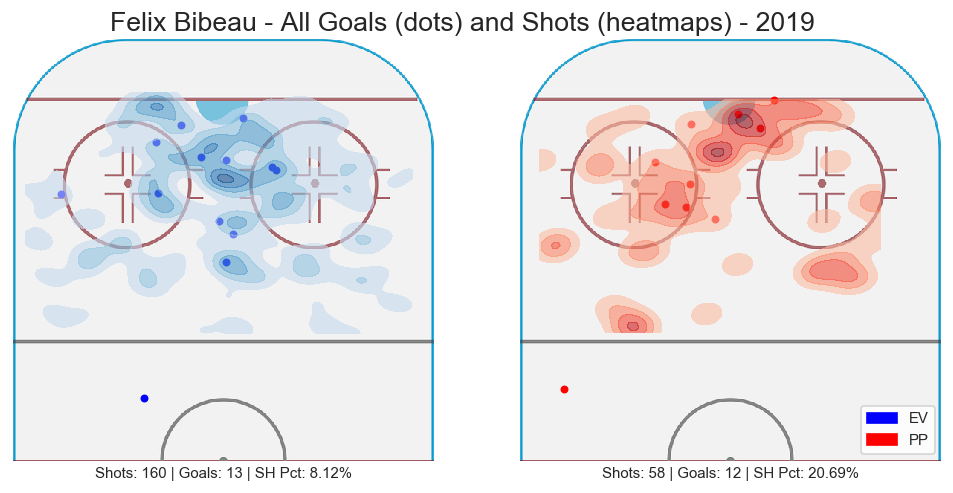 Felix Bibeau - All Goals (dots) and Shots (heatmaps) - 2019
EV
PP
Shots: 160 | Goals: 13 | SH Pct: 8.12%
Shots: 58 | Goals: 12 | SH Pct: 20.69%